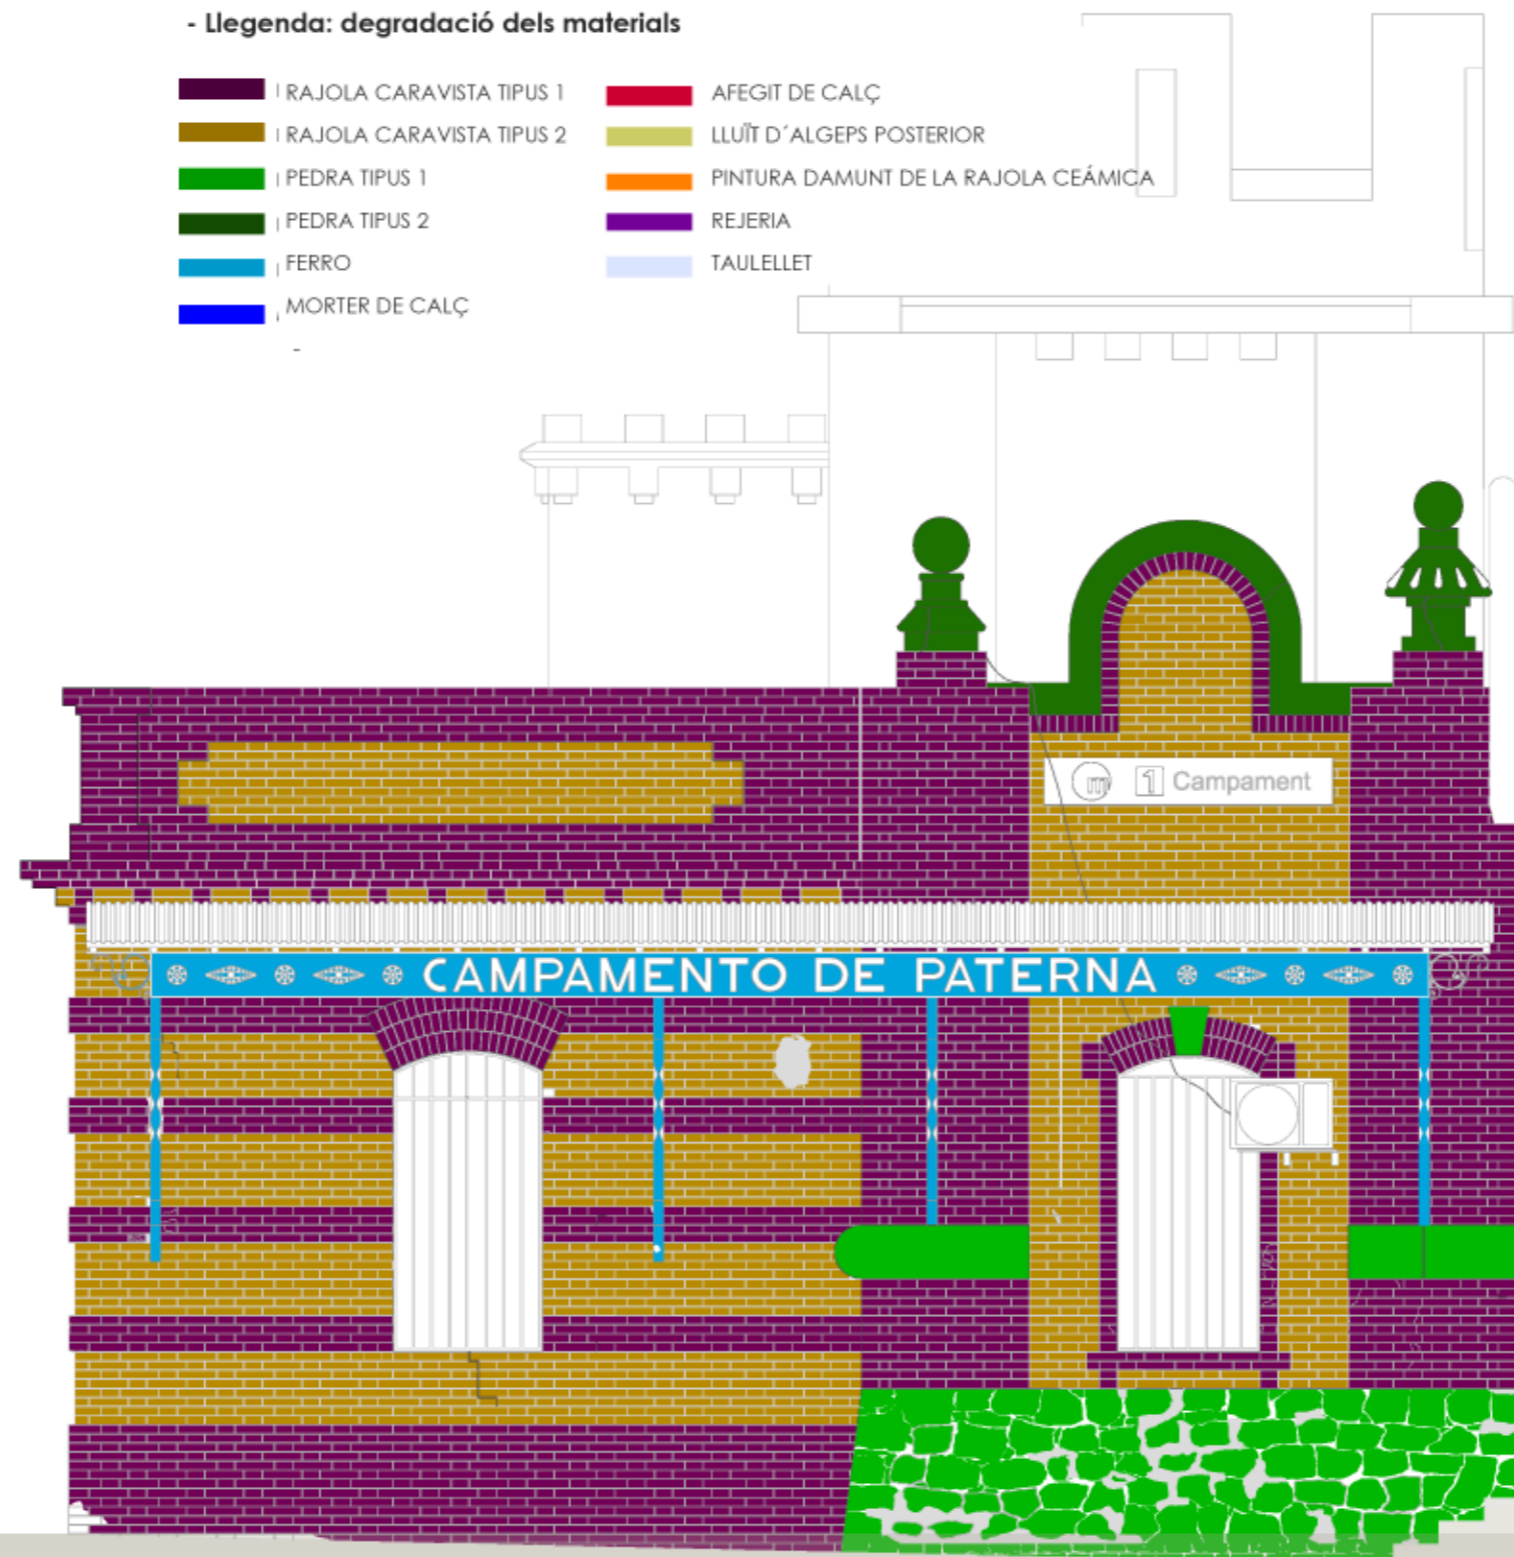 - Llegenda: degradació dels materials
RAJOLA CARAVISTA TIPUS 1
RAJOLA CARAVISTA TIPUS 2
PEDRA TIPUS 1
PEDRA TIPUS 2
FERRO
MORTER DE CALÇ
-
AFEGIT DE CALÇ
LLUÏT D´ALGEPS POSTERIOR
PINTURA DAMUNT DE LA RAJOLA CEÁMICA
REJERIA
TAULELLET
m 1 Campament
CAMPAMENTO DE PATERNA